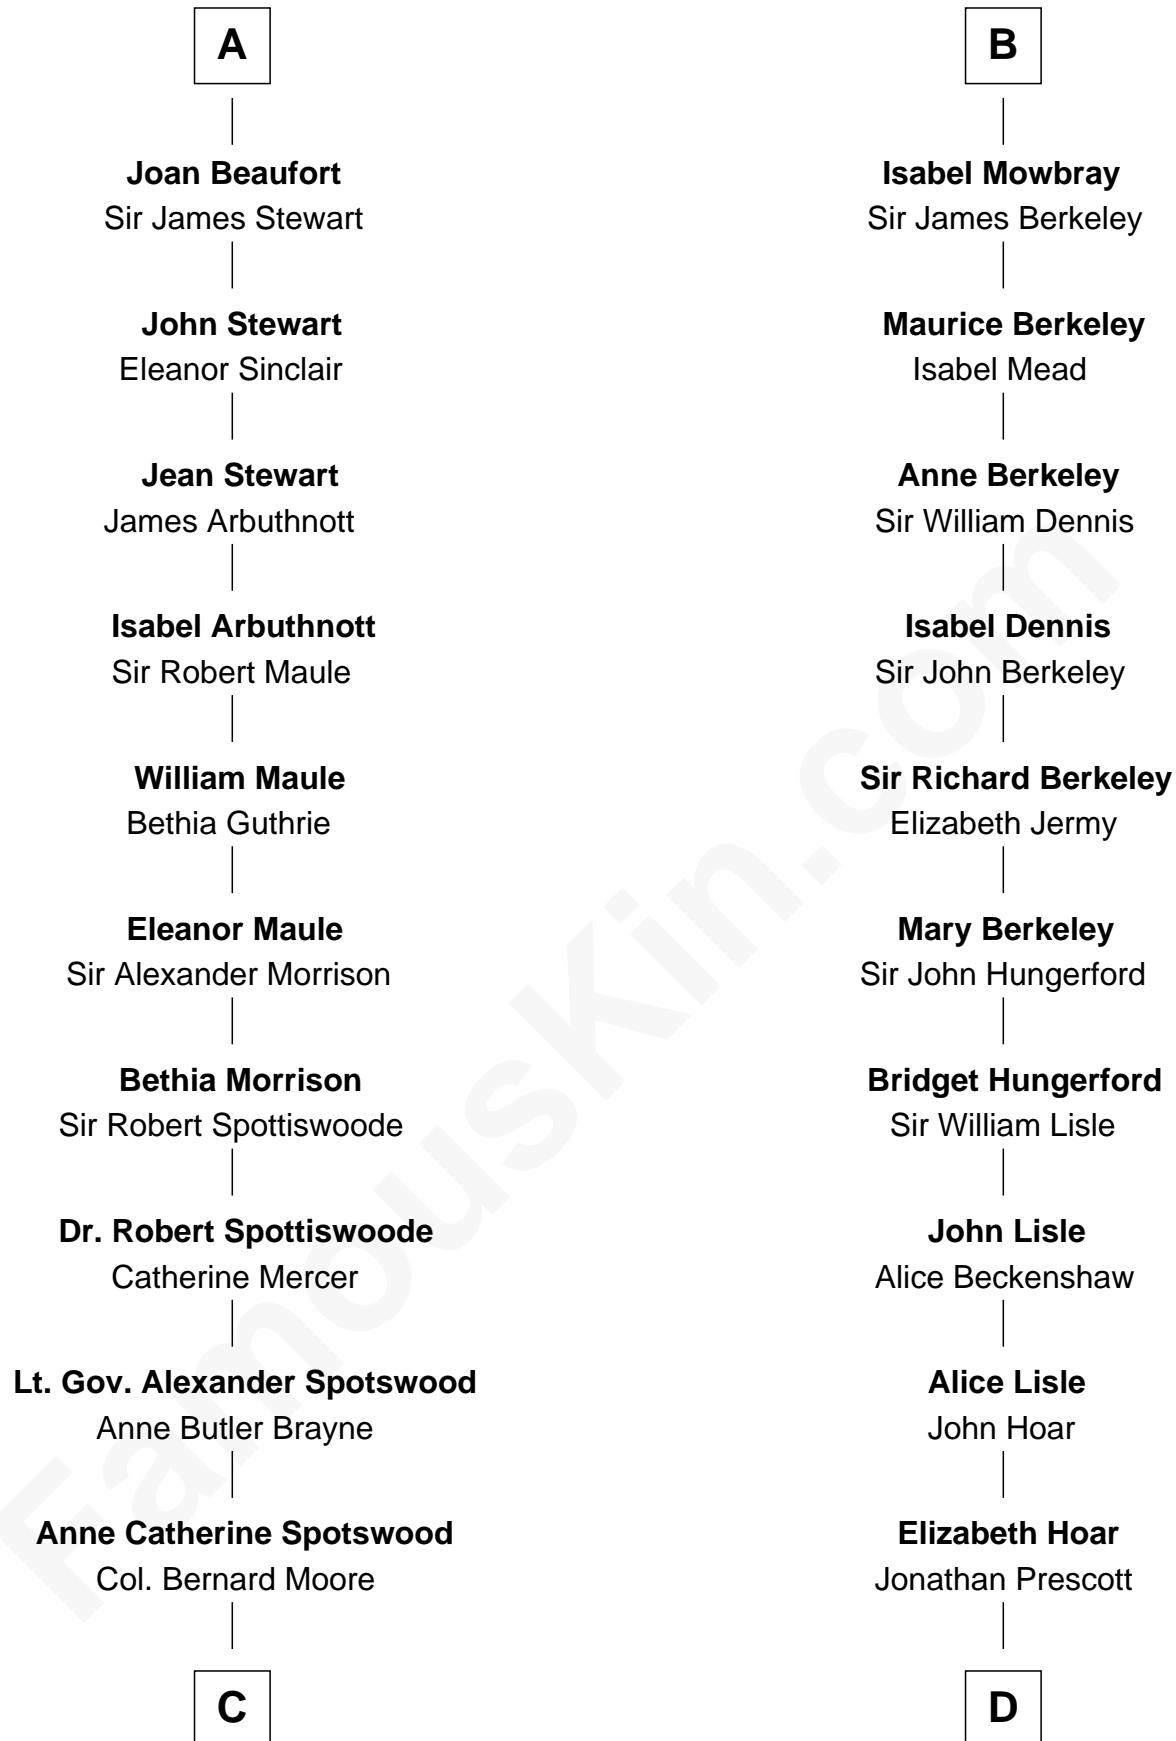 A
Joan Beaufort
Sir James Stewart
John Stewart
Eleanor Sinclair
Jean Stewart
James Arbuthnott
Isabel Arbuthnott
Sir Robert Maule
William Maule
Bethia Guthrie
Eleanor Maule
Sir Alexander Morrison
Bethia Morrison
Sir Robert Spottiswoode
Dr. Robert Spottiswoode
Catherine Mercer
Lt. Gov. Alexander Spotswood
Anne Butler Brayne
Anne Catherine Spotswood
Col. Bernard Moore
C
B
Isabel Mowbray
Sir James Berkeley
Maurice Berkeley
Isabel Mead
Anne Berkeley
Sir William Dennis
Isabel Dennis
Sir John Berkeley
Sir Richard Berkeley
Elizabeth Jermy
Mary Berkeley
Sir John Hungerford
Bridget Hungerford
Sir William Lisle
John Lisle
Alice Beckenshaw
Alice Lisle
John Hoar
Elizabeth Hoar
Jonathan Prescott
D
FamousKin.com